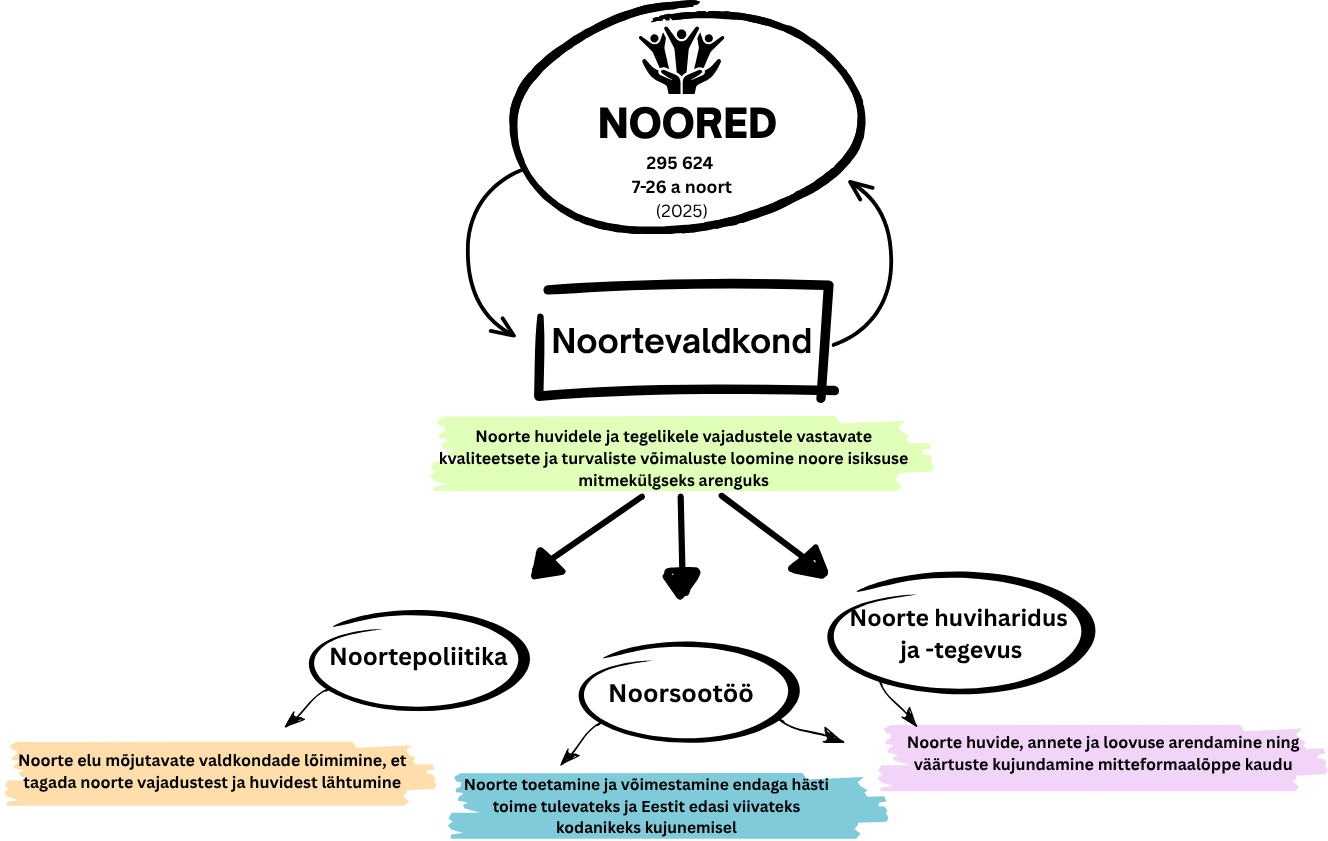 NOORED
295 624
7-26 a noort
(2025)
Noortevaldkond
Noorte huvidele ja tegelikele vajadustele vastavate
kvaliteetsete ja turvaliste võimaluste loomine noore isiksuse
mitmekülgseks arenguks
Noortepoliitika
Noorsootöö
Noorte huviharidus
ja -tegevus
Noorte elu mõjutavate valdkondade lõimimine, et
tagada noorte vajadustest ja huvidest lähtumine
Noorte toetamine ja võimestamine endaga hästi
toime tulevateks ja Eestit edasi viivateks
kodanikeks kujunemisel
Noorte huvide, annete ja loovuse arendamine ning
väärtuste kujundamine mitteformaalõppe kaudu